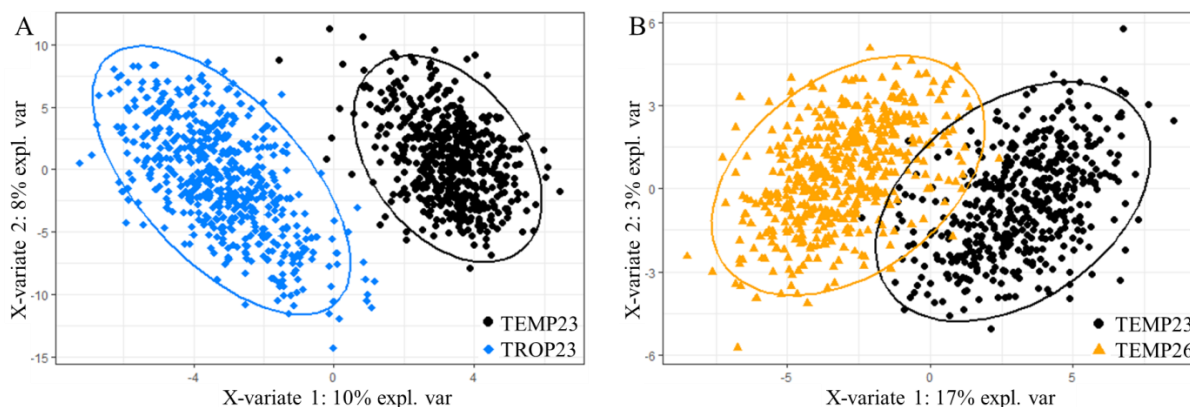 A
X-variate 2: 8% expl. var
10
5
0
-5
-10
-15
-4
0
4
X-variate 1: 10% expl. var
TEMP23
TROP23
B
X-variate 2: 3% expl. var
6
3
0
-3
-6
-5
0
5
X-variate 1: 17% expl. var
TEMP23
TEMP26